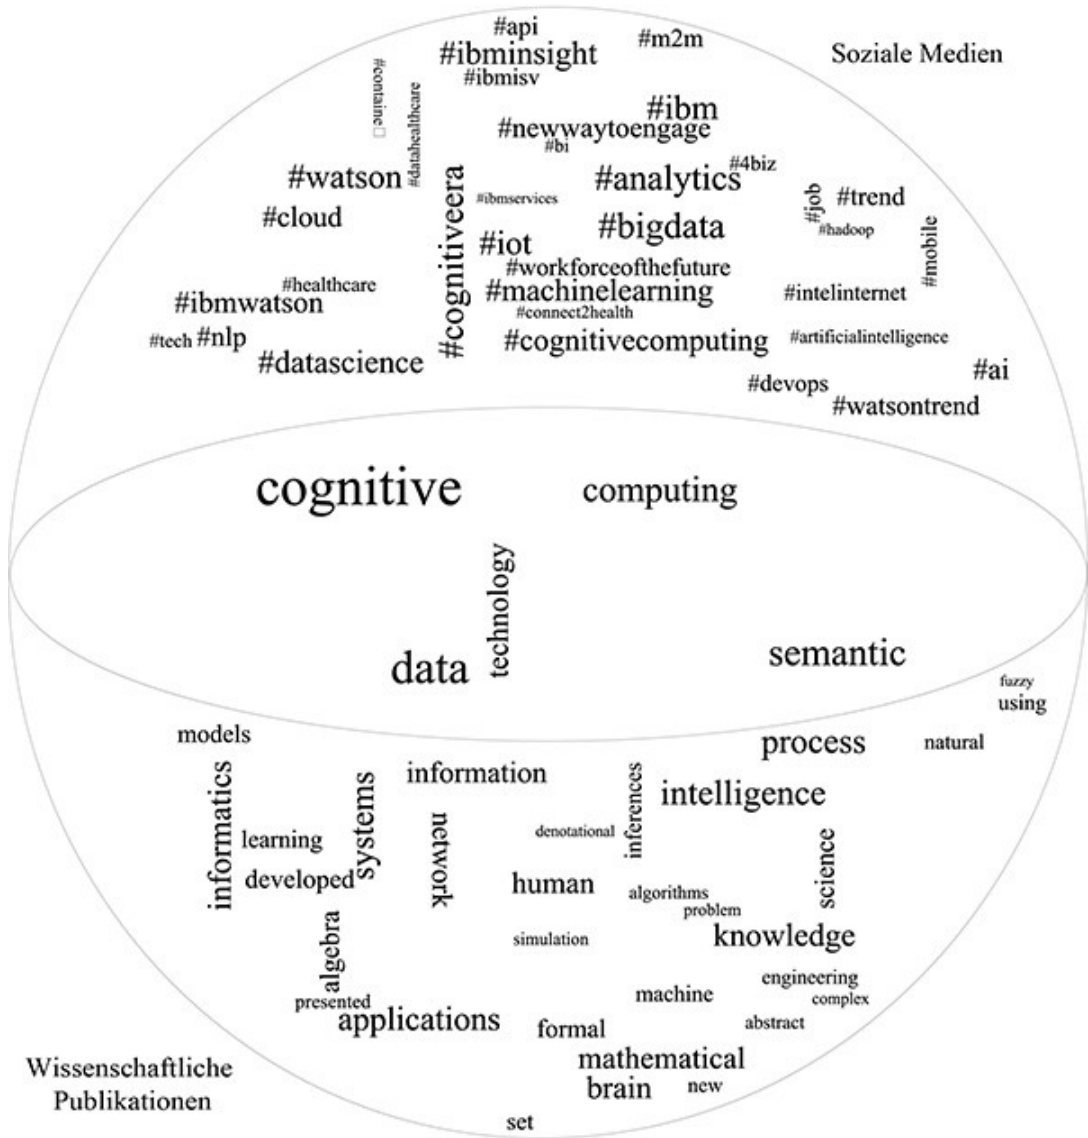 #api
#m2m
#ibminsight
Soziale Medien
#ibmisv
#containe□
#datahealthcare
#ibm
#newwaytoengage
#bi
#4biz
#watson
#analytics
#job
#trend
#ibmservices
#cloud
#bigdata
#hadoop
#mobile
#cognitiveera
#iot
#workforceofthefuture
#healthcare
#machinelearning
#intelinternet
#ibmwatson
#connect2health
#tech
#nlp
#cognitivecomputing
#artificialintelligence
#datascience
#ai
#devops
#watsontrend
cognitive
computing
technology
data
semantic
fuzzy
using
models
process
natural
information
informatics
systems
inferences
intelligence
learning
network
denotational
developed
human
science
algorithms
problem
algebra
simulation
knowledge
presented
engineering
machine
complex
applications
formal
abstract
Wissenschaftliche
Publikationen
mathematical
brain
new
set